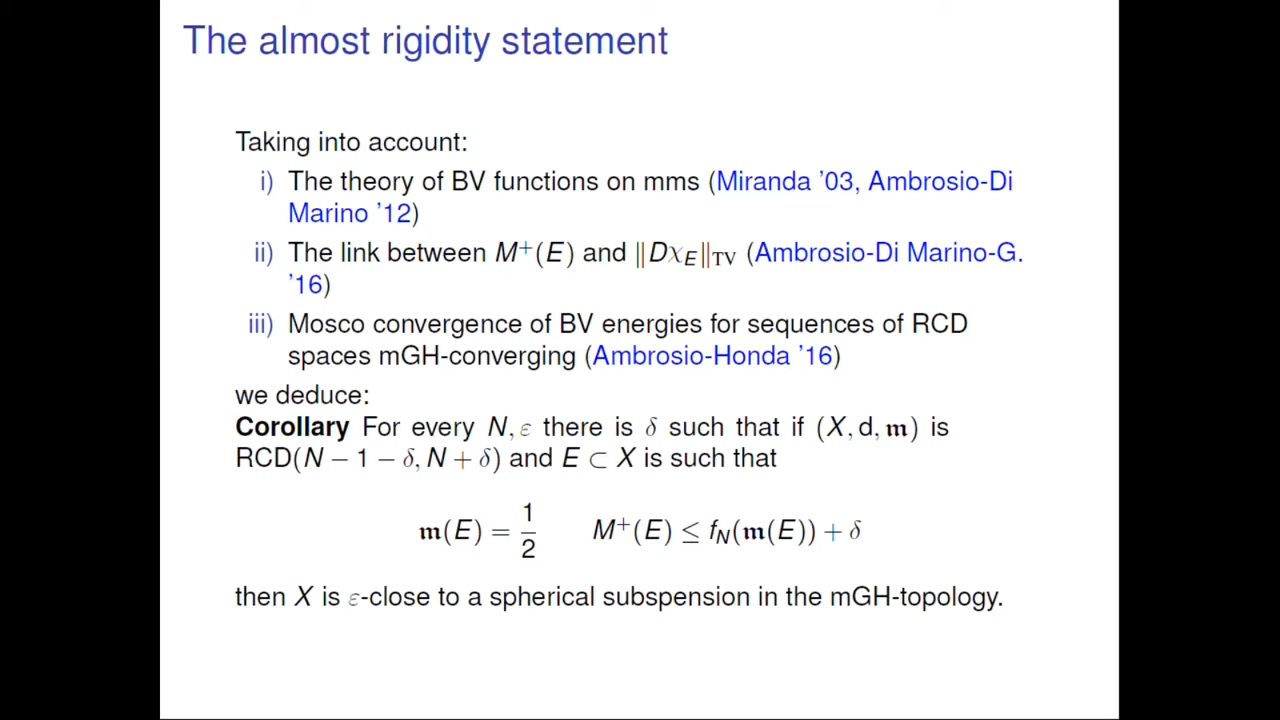 The almost rigidity statement
Taking into account:
i) The theory of BV functions on mms (Miranda '03, Ambrosio-Di
Marino '12)
ii) The link between M⁺(E) and ‖Dχ_E‖_TV (Ambrosio-Di Marino-G.
'16)
iii) Mosco convergence of BV energies for sequences of RCD
spaces mGH-converging (Ambrosio-Honda '16)
we deduce:
Corollary For every N, ε there is δ such that if (X, d, 𝔪) is
RCD(N − 1 − δ, N + δ) and E ⊂ X is such that
𝔪(E) = 1/2 M⁺(E) ≤ f_N(𝔪(E)) + δ
then X is ε-close to a spherical subspension in the mGH-topology.